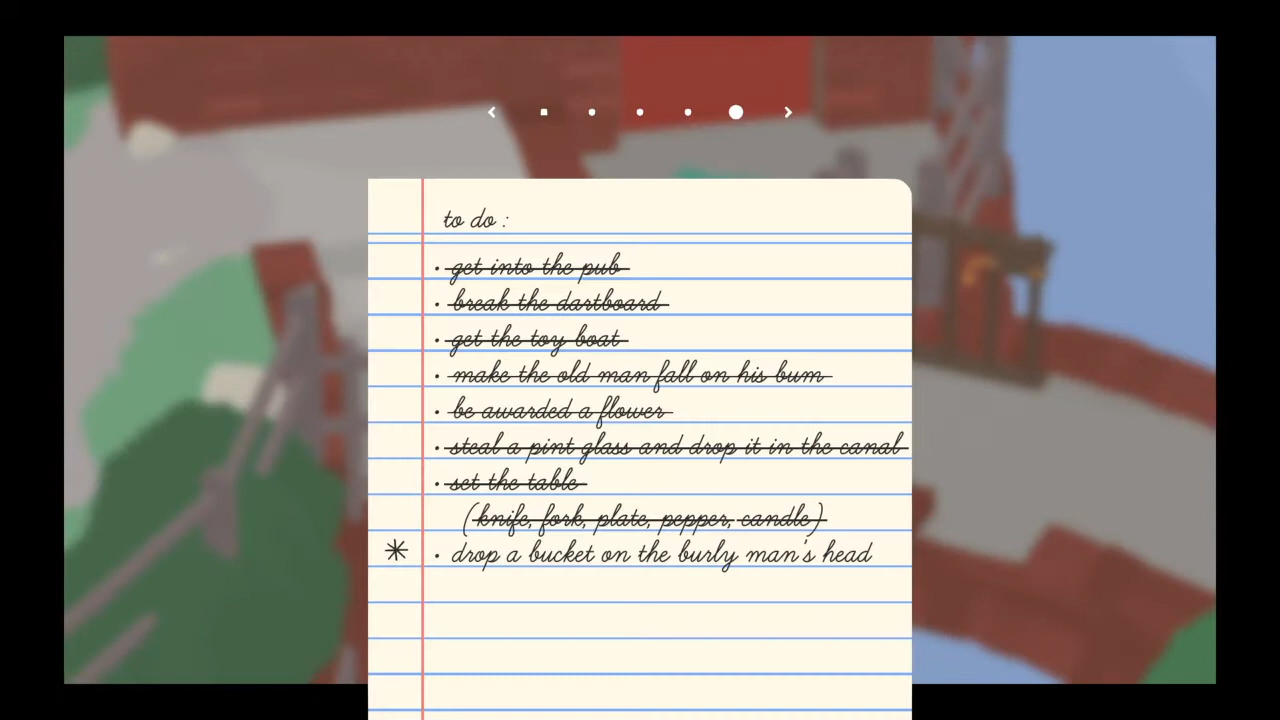 to do :
· get into the pub
· break the dartboard
· get the toy boat
· make the old man fall on his bum
· be awarded a flower
· steal a pint glass and drop it in the canal
· set the table
(knife, fork, plate, pepper, candle)
* · drop a bucket on the burly man's head